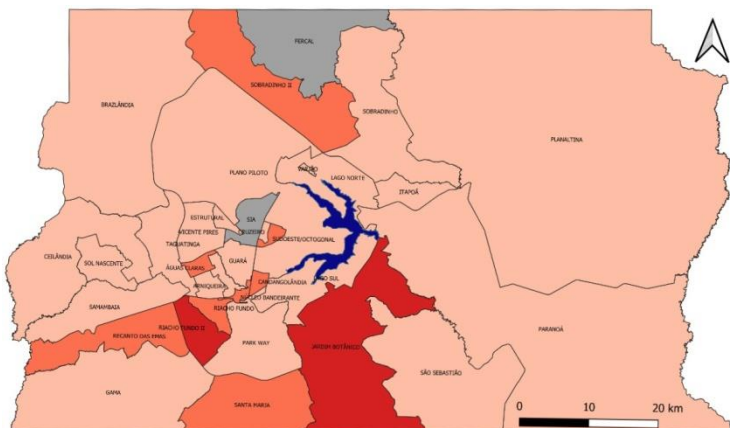 FERCAL
SOBRADINHO II
BRAZLÂNDIA
SOBRADINHO
PLANALTINA
PLANO PILOTO
VARJÃO
LAGO NORTE
ITAPOÃ
ESTRUTURAL
SIA
VICENTE PIRES
CRUZEIRO
SUDOESTE/OCTOGONAL
TAGUATINGA
CEILÂNDIA
SOL NASCENTE
GUARÁ
ÁGUAS CLARAS
CANDANGOLÂNDIA
SUL
ARNIQUEIRA
NÚCLEO BANDEIRANTE
SAMAMBAIA
RIACHO FUNDO
RIACHO FUNDO II
RECANTO DAS EMAS
PARK WAY
JARDIM BOTÂNICO
PARANOÁ
SÃO SEBASTIÃO
GAMA
SANTA MARIA
0 10 20 km